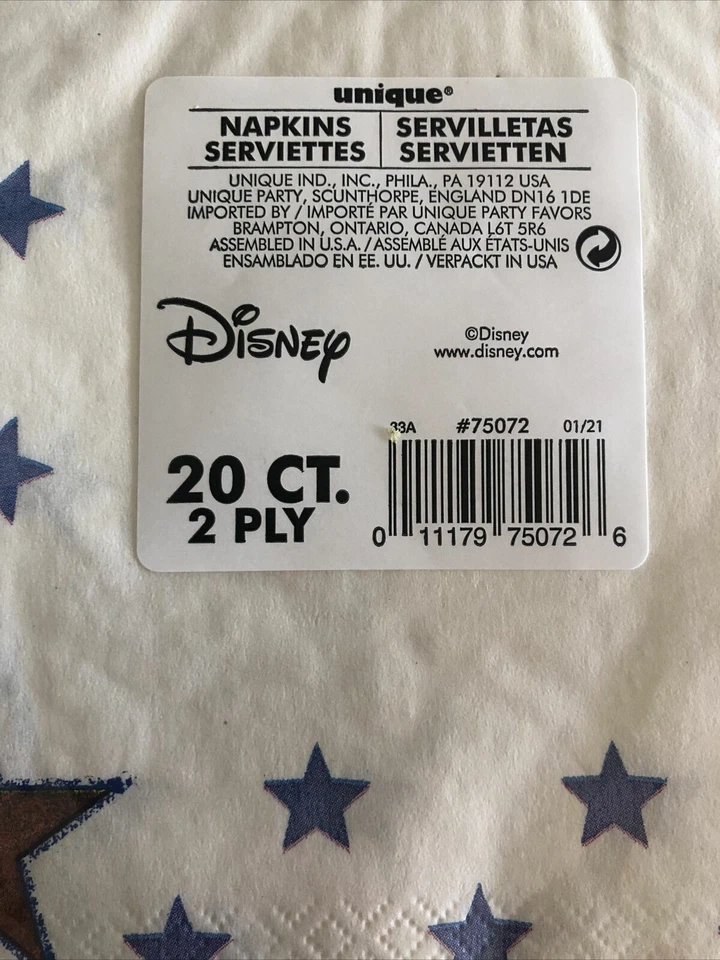 unique®
NAPKINS SERVILLETAS
SERVIETTES SERVIETTEN
UNIQUE IND., INC., PHILA., PA 19112 USA
UNIQUE PARTY, SCUNTHORPE, ENGLAND DN16 1DE
IMPORTED BY / IMPORTÉ PAR UNIQUE PARTY FAVORS
BRAMPTON, ONTARIO, CANADA L6T 5R6
ASSEMBLED IN U.S.A. / ASSEMBLÉ AUX ÉTATS-UNIS
ENSAMBLADO EN EE. UU. / VERPACKT IN USA
Disney
©Disney
www.disney.com
33A #75072 01/21
20 CT.
2 PLY
0 11179 75072 6